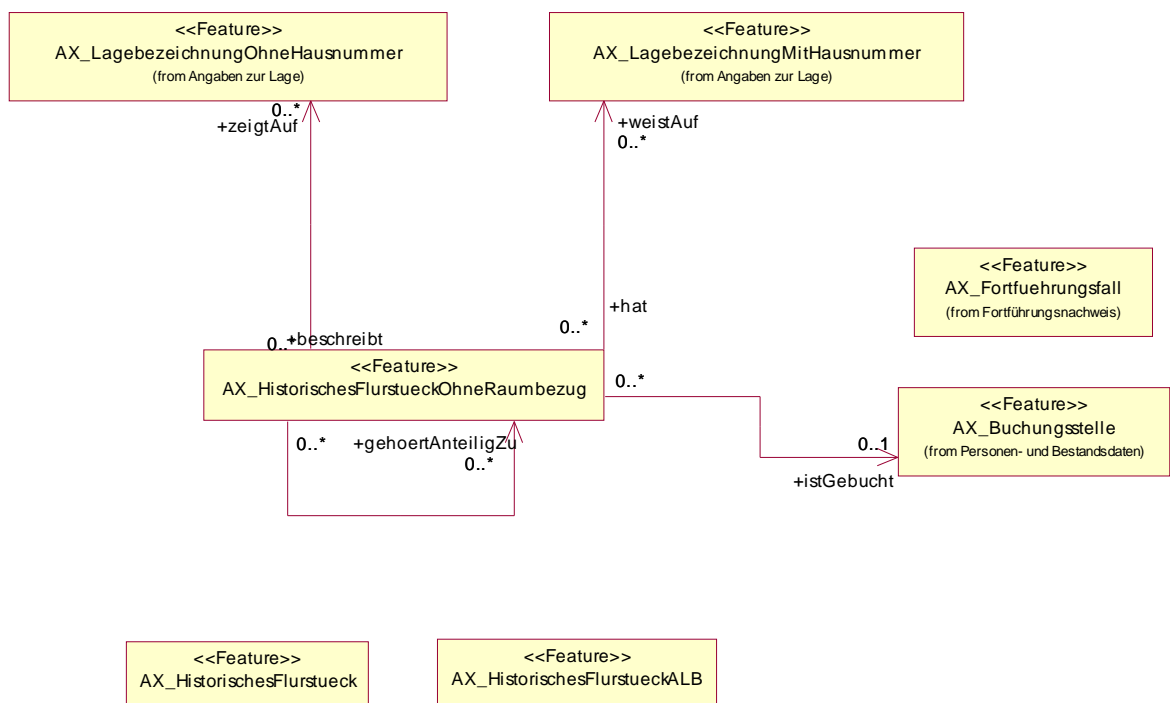 <<Feature>>
AX_LagebezeichnungOhneHausnummer
(from Angaben zur Lage)
<<Feature>>
AX_LagebezeichnungMitHausnummer
(from Angaben zur Lage)
0..*
+zeigtAuf
+weistAuf
0..*
<<Feature>>
AX_Fortfuehrungsfall
(from Fortführungsnachweis)
+hat
0..*
0..*
+beschreibt
<<Feature>>
AX_HistorischesFlurstueckOhneRaumbezug
0..*
<<Feature>>
AX_Buchungsstelle
(from Personen- und Bestandsdaten)
0..1
+istGebucht
0..*
+gehoertAnteiligZu
0..*
<<Feature>>
AX_HistorischesFlurstueck
<<Feature>>
AX_HistorischesFlurstueckALB